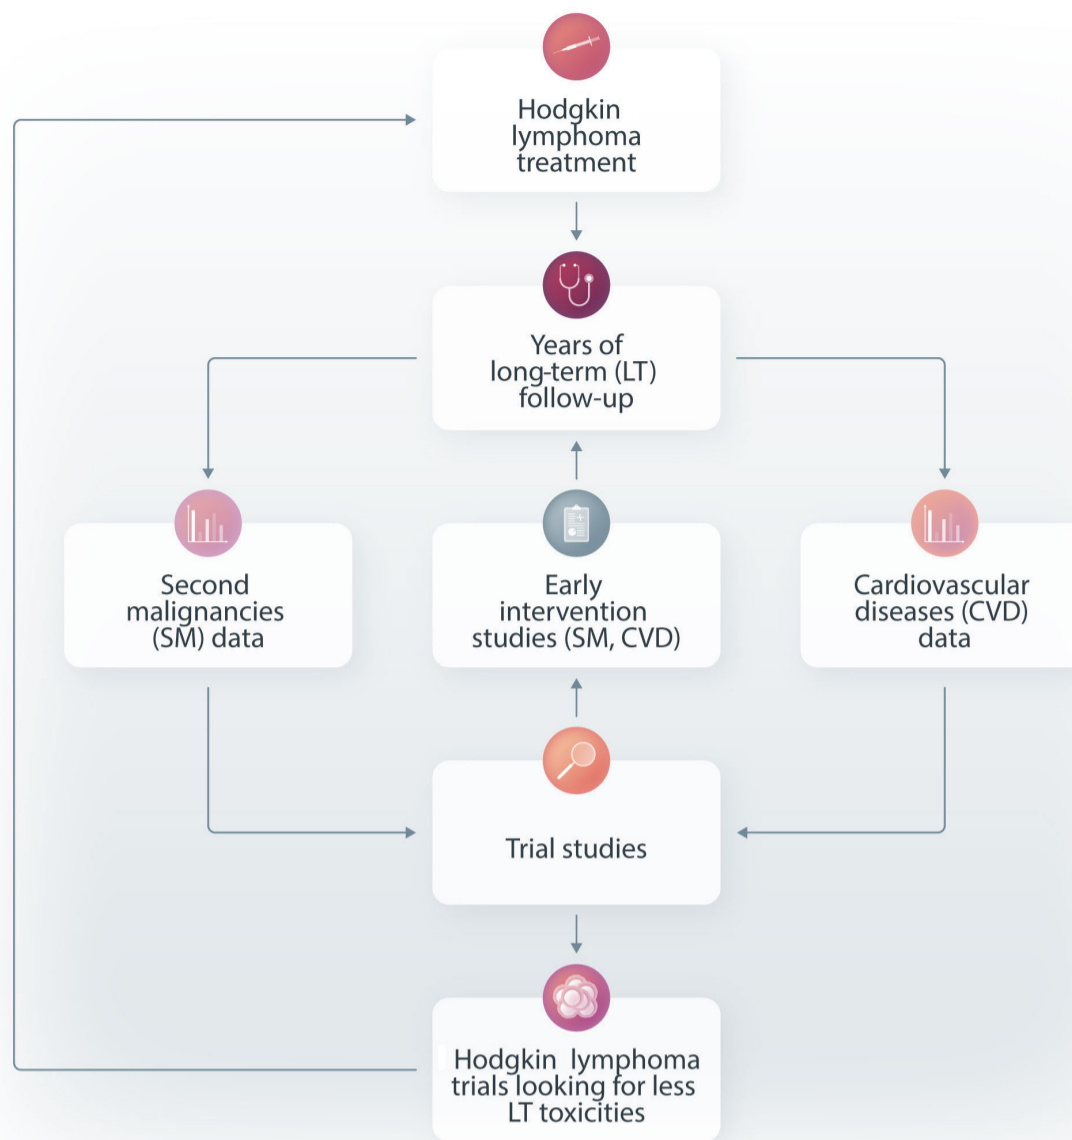 Hodgkin lymphoma
treatment
Years of
long-term (LT)
follow-up
Second
malignancies
(SM) data
Early
intervention
studies (SM, CVD)
Cardiovascular
diseases (CVD)
data
Trial studies
Hodgkin lymphoma
trials looking for less
LT toxicities